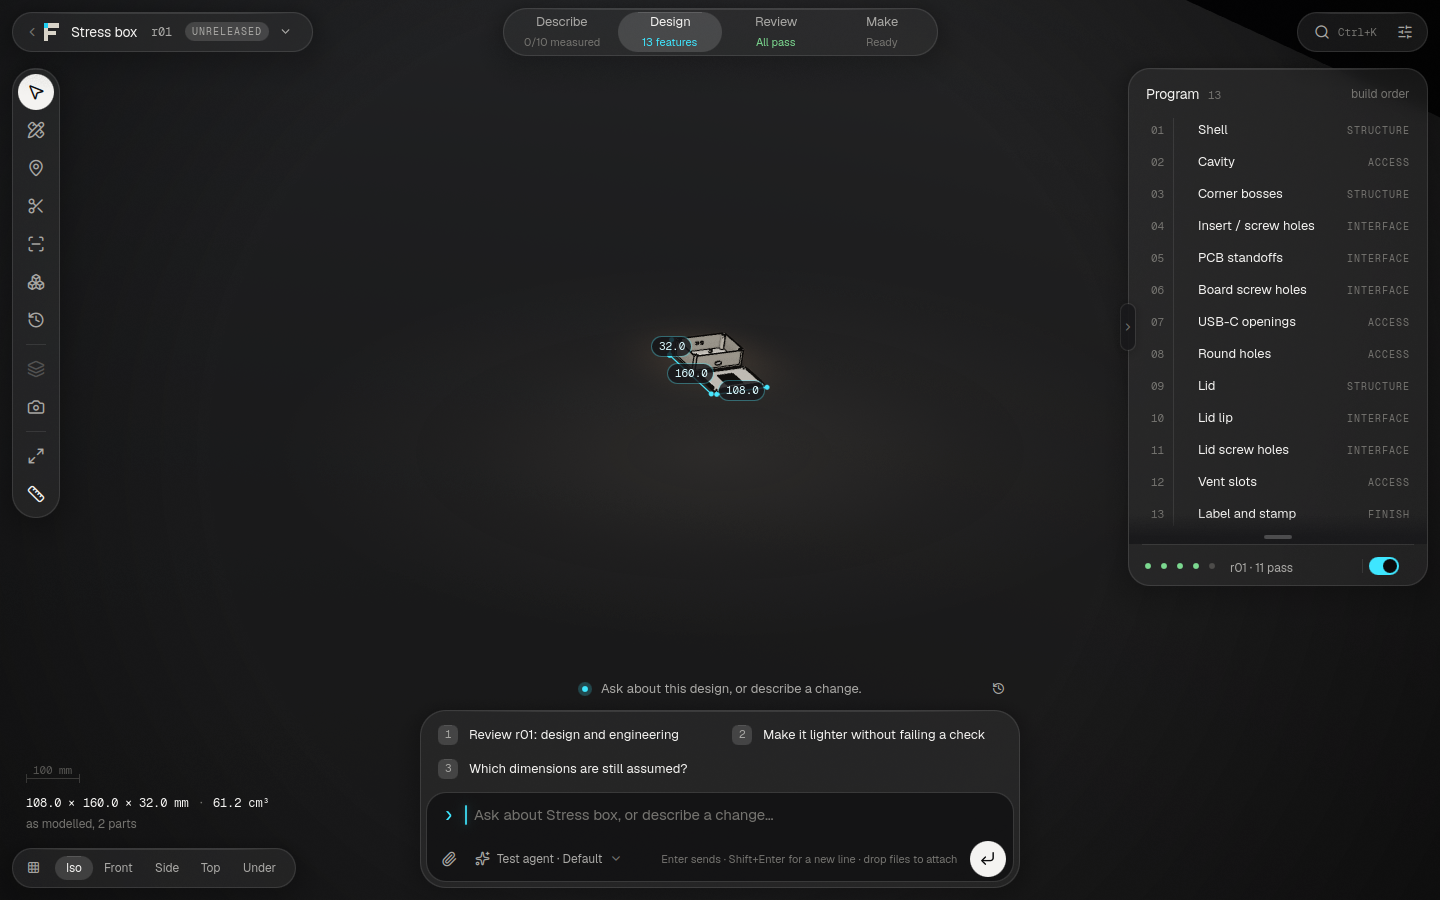 Stress box r01 UNRELEASED
Describe
0/10 measured
Design
13 features
Review
All pass
Make
Ready
Ctrl+K
Program 13 build order
01 Shell STRUCTURE
02 Cavity ACCESS
03 Corner bosses STRUCTURE
04 Insert / screw holes INTERFACE
05 PCB standoffs INTERFACE
06 Board screw holes INTERFACE
07 USB-C openings ACCESS
08 Round holes ACCESS
09 Lid STRUCTURE
10 Lid lip INTERFACE
11 Lid screw holes INTERFACE
12 Vent slots ACCESS
13 Label and stamp FINISH
r01 · 11 pass
32.0
160.0
108.0
Ask about this design, or describe a change.
1 Review r01: design and engineering
2 Make it lighter without failing a check
3 Which dimensions are still assumed?
Ask about Stress box, or describe a change…
Test agent · Default
Enter sends · Shift+Enter for a new line · drop files to attach
100 mm
108.0 × 160.0 × 32.0 mm · 61.2 cm³
as modelled, 2 parts
Iso Front Side Top Under